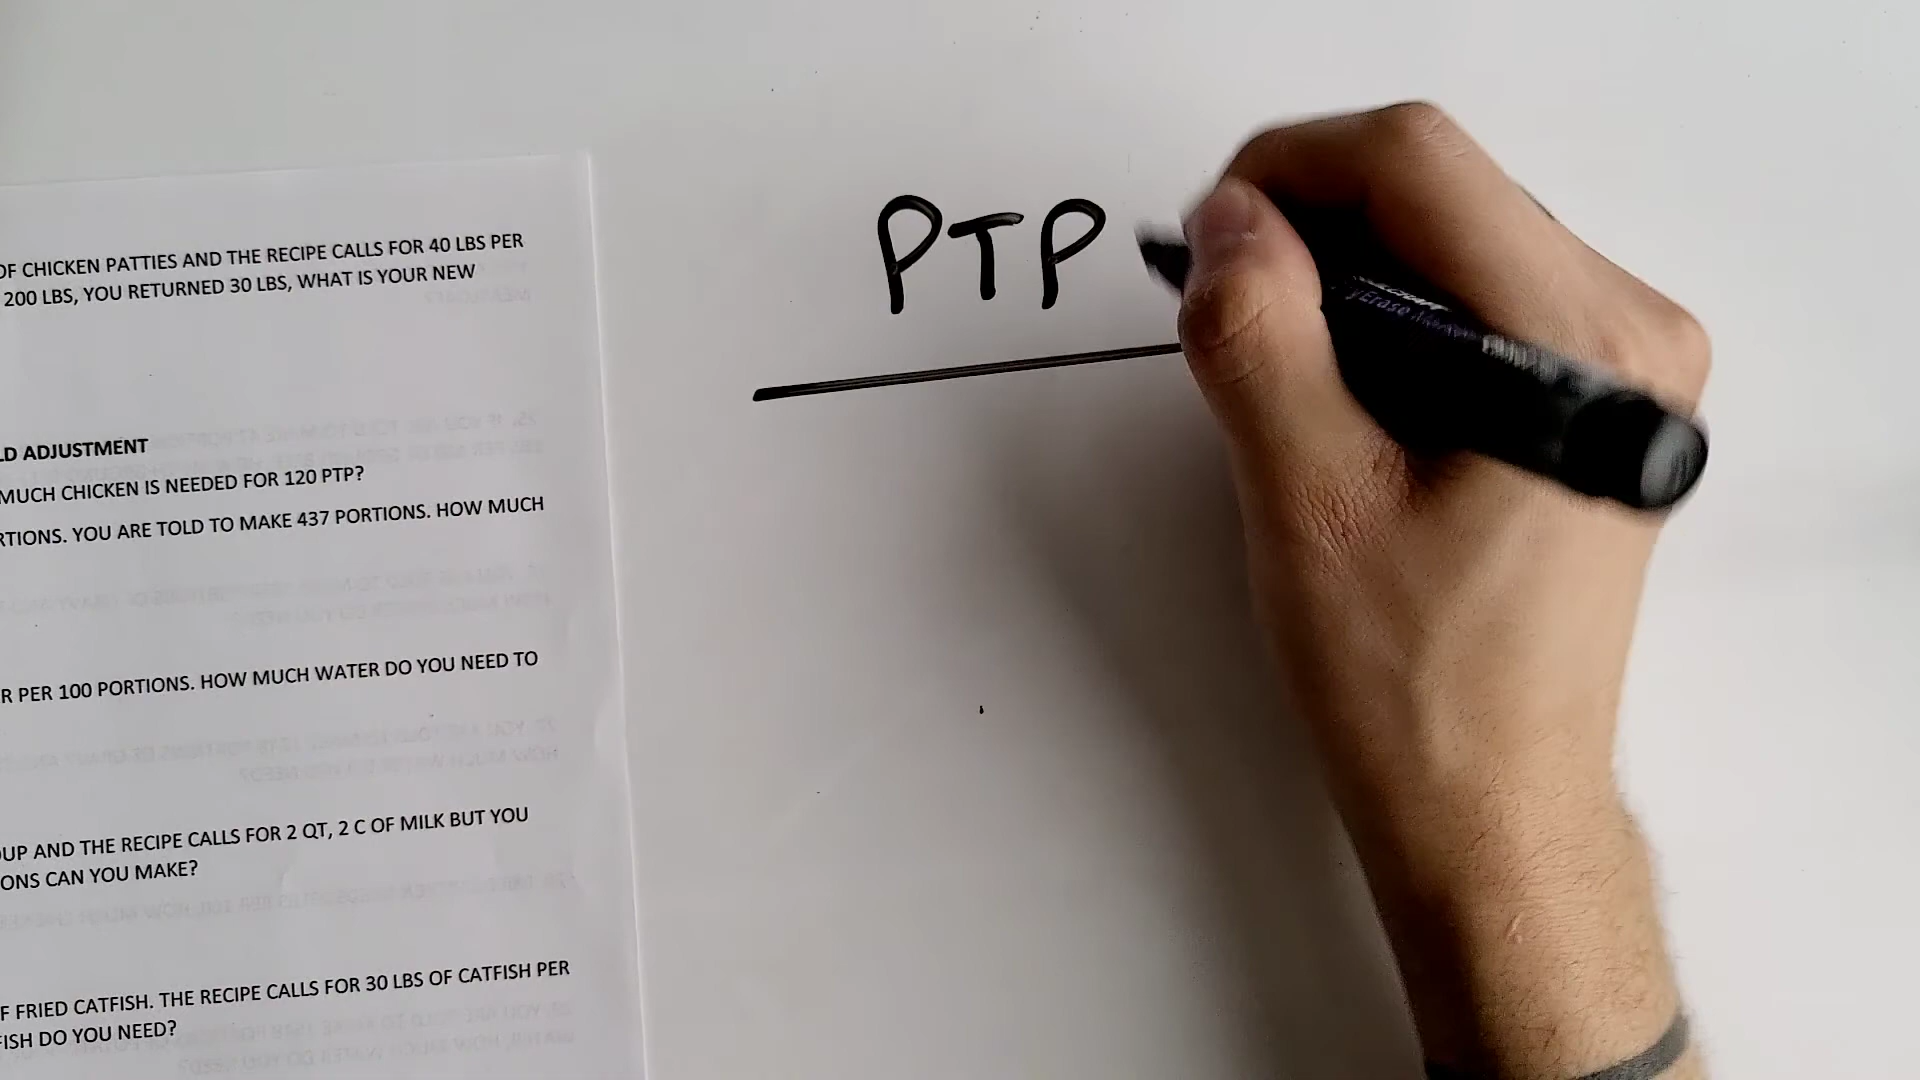 OF CHICKEN PATTIES AND THE RECIPE CALLS FOR 40 LBS PER
200 LBS, YOU RETURNED 30 LBS, WHAT IS YOUR NEW
LD ADJUSTMENT
MUCH CHICKEN IS NEEDED FOR 120 PTP?
RTIONS. YOU ARE TOLD TO MAKE 437 PORTIONS. HOW MUCH
R PER 100 PORTIONS. HOW MUCH WATER DO YOU NEED TO
OUP AND THE RECIPE CALLS FOR 2 QT, 2 C OF MILK BUT YOU
ONS CAN YOU MAKE?
F FRIED CATFISH. THE RECIPE CALLS FOR 30 LBS OF CATFISH PER
FISH DO YOU NEED?
PTP